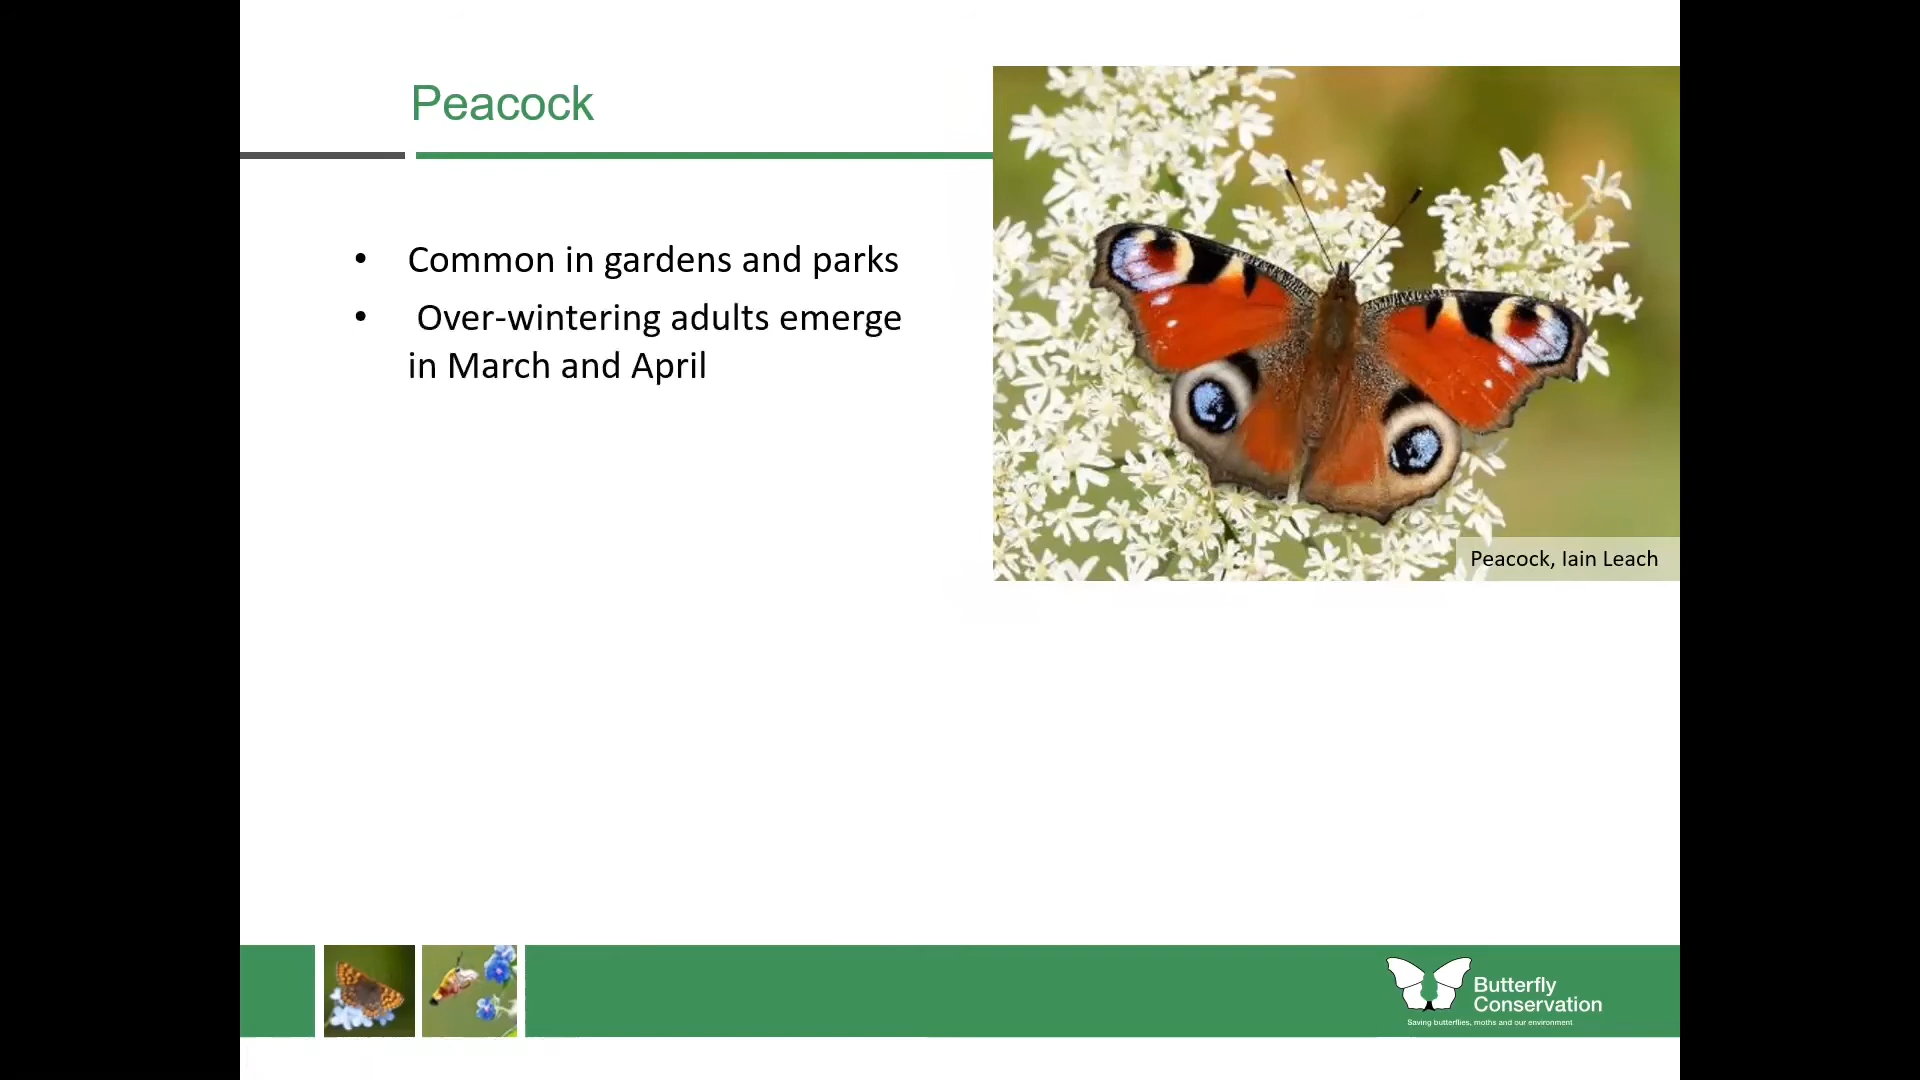 Peacock
• Common in gardens and parks
• Over-wintering adults emerge
in March and April
Peacock, Iain Leach
Butterfly
Conservation
Saving butterflies, moths and our environment